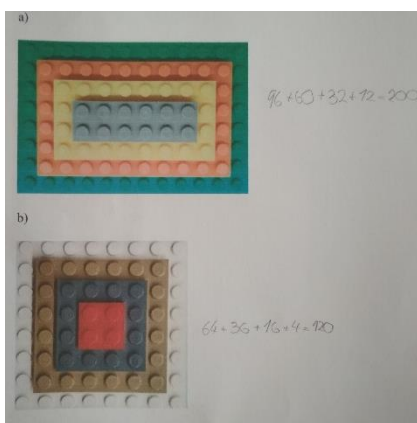 a)
96 + 60 + 32 + 12 = 200
b)
64 + 36 + 16 + 4 = 120